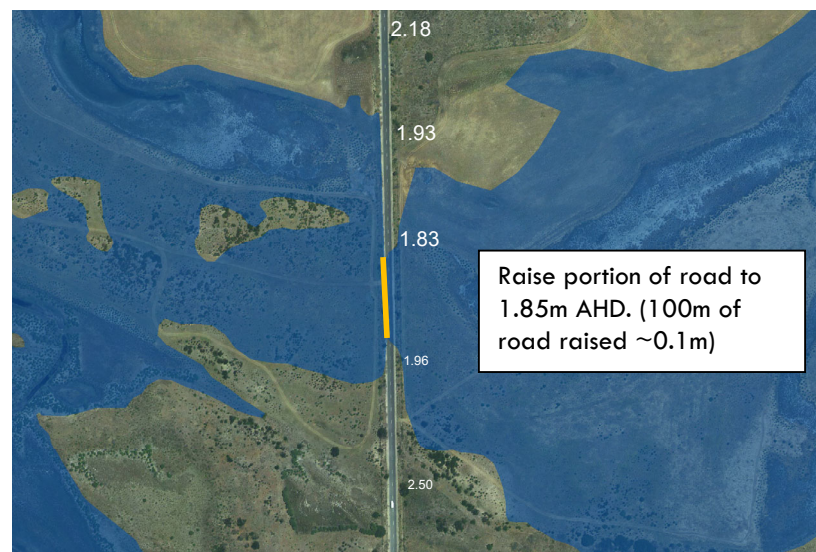 2.18
1.93
1.83
Raise portion of road to
1.85m AHD. (100m of
road raised ~0.1m)
1.96
2.50